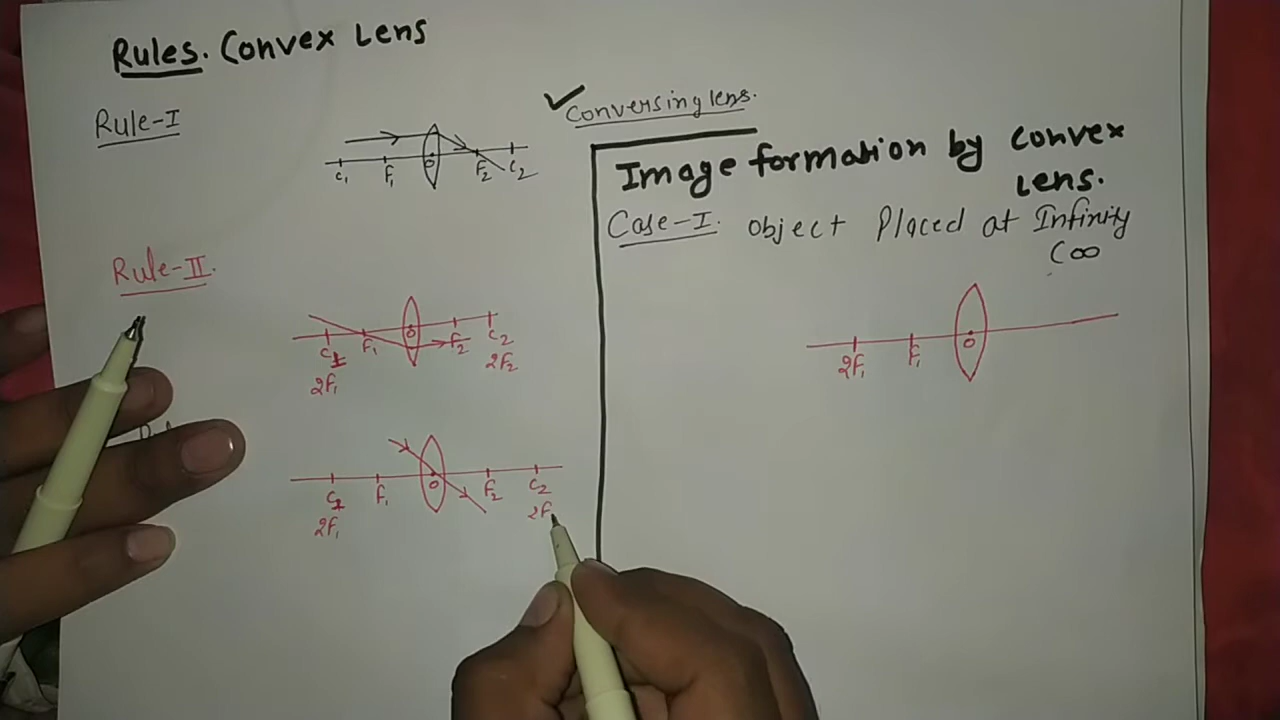 Rules. Convex Lens
Rule-I
C₁ F₁ O F₂ C₂
Rule-II.
C₁ F₁ O F₂ C₂
2F₁ 2F₂
C₁ F₁ O F₂ C₂
2F₁ 2F
Conversing lens.
Image formation by convex
Lens.
Case-I. object Placed at Infinity
(∞
2F₁ F₁ O